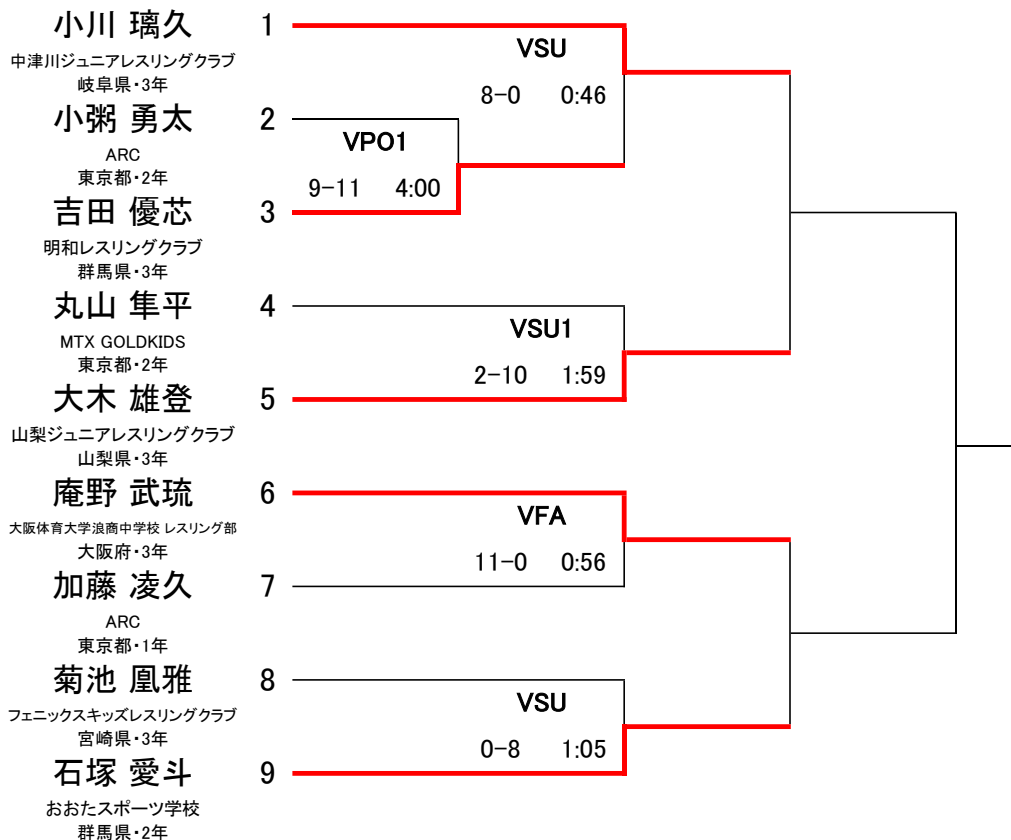 小川 璃久 1
中津川ジュニアレスリングクラブ
岐阜県・3年
VSU
8-0 0:46
小粥 勇太 2
ARC
東京都・2年
VPO1
9-11 4:00
吉田 優芯 3
明和レスリングクラブ
群馬県・3年
丸山 隼平 4
MTX GOLDKIDS
東京都・2年
VSU1
2-10 1:59
大木 雄登 5
山梨ジュニアレスリングクラブ
山梨県・3年
庵野 武琉 6
大阪体育大学浪商中学校 レスリング部
大阪府・3年
VFA
11-0 0:56
加藤 凌久 7
ARC
東京都・1年
菊池 凰雅 8
フェニックスキッズレスリングクラブ
宮崎県・3年
VSU
0-8 1:05
石塚 愛斗 9
おおたスポーツ学校
群馬県・2年